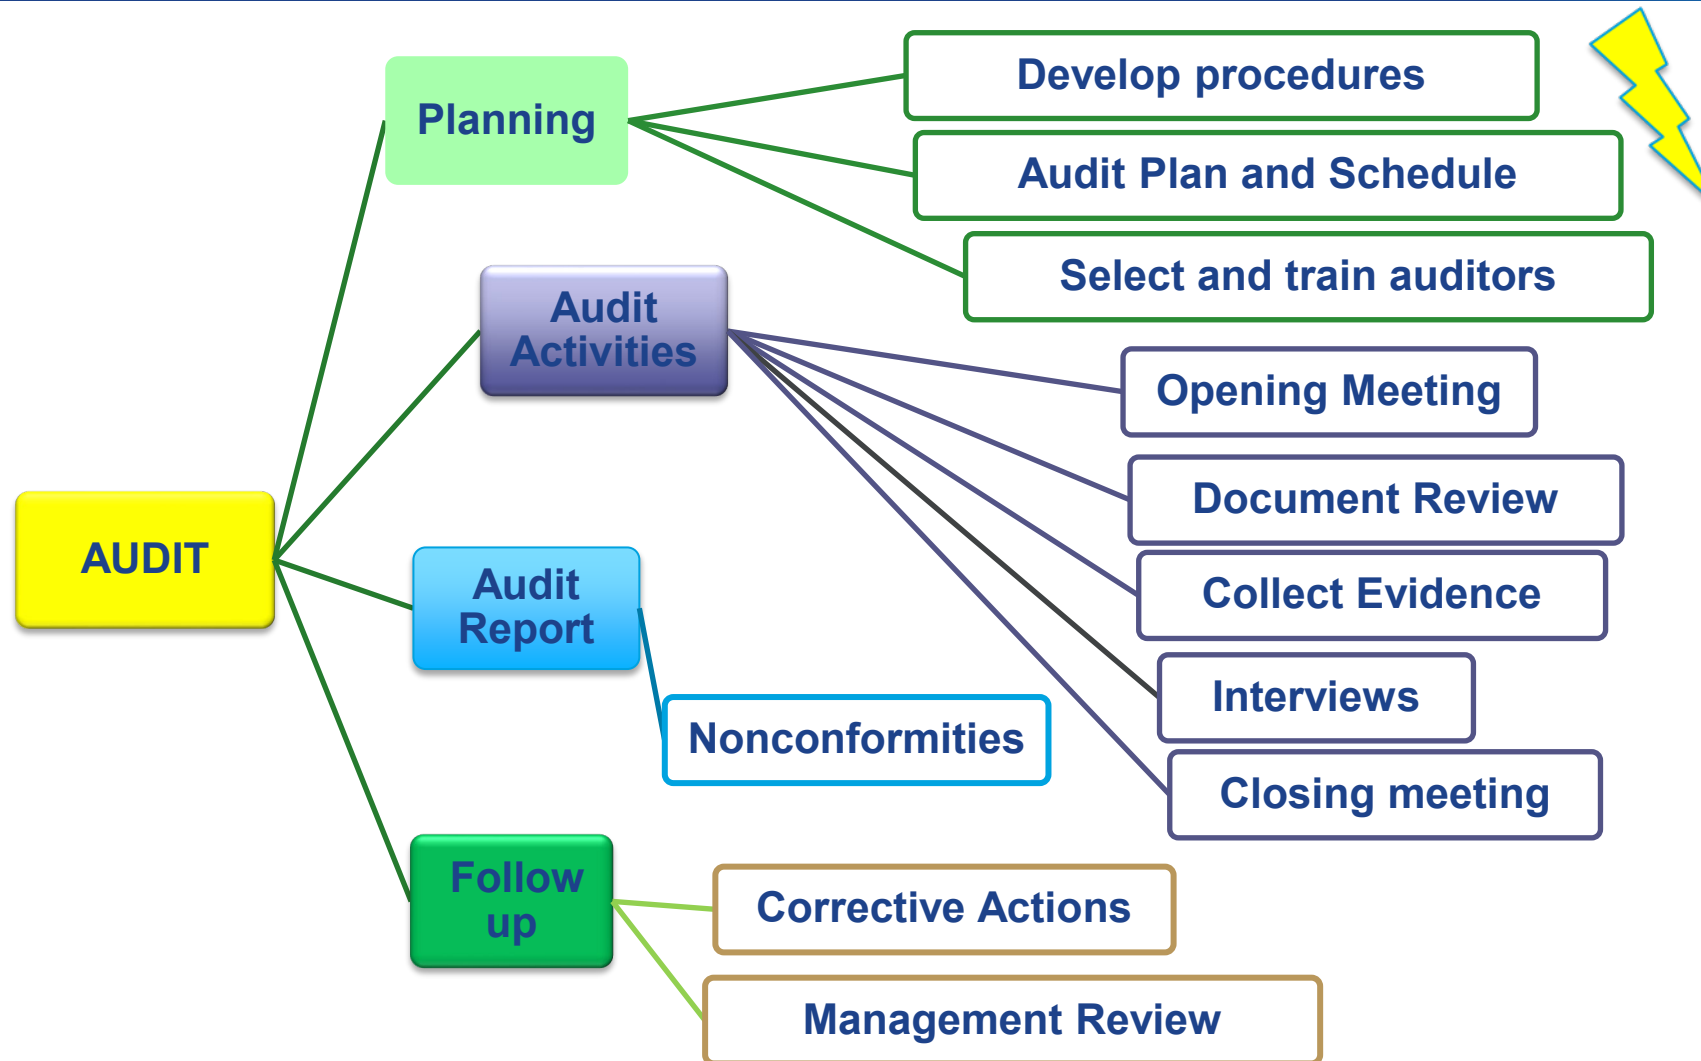 Planning
Develop procedures
Audit Plan and Schedule
Select and train auditors
Audit
Activities
Opening Meeting
Document Review
Collect Evidence
Interviews
Closing meeting
AUDIT
Audit
Report
Nonconformities
Follow
up
Corrective Actions
Management Review